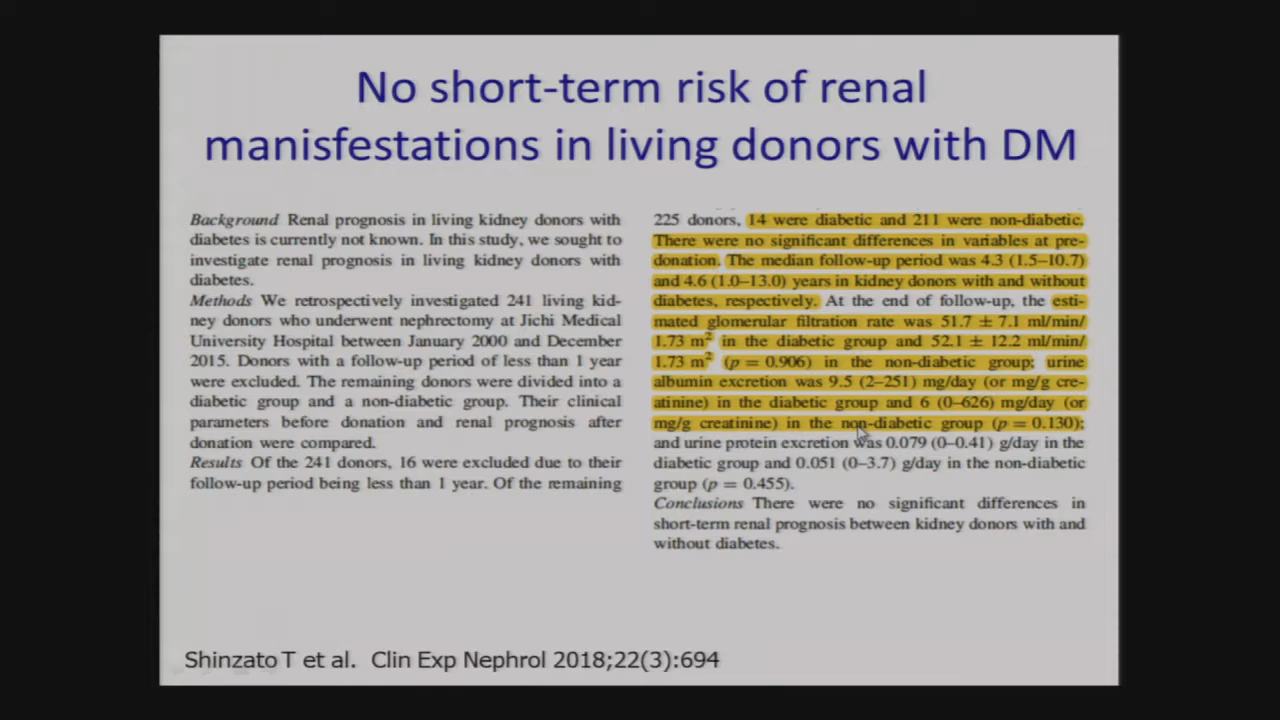 No short-term risk of renal
manisfestations in living donors with DM
Background Renal prognosis in living kidney donors with
diabetes is currently not known. In this study, we sought to
investigate renal prognosis in living kidney donors with
diabetes.
Methods We retrospectively investigated 241 living kid-
ney donors who underwent nephrectomy at Jichi Medical
University Hospital between January 2000 and December
2015. Donors with a follow-up period of less than 1 year
were excluded. The remaining donors were divided into a
diabetic group and a non-diabetic group. Their clinical
parameters before donation and renal prognosis after
donation were compared.
Results Of the 241 donors, 16 were excluded due to their
follow-up period being less than 1 year. Of the remaining
225 donors, 14 were diabetic and 211 were non-diabetic.
There were no significant differences in variables at pre-
donation. The median follow-up period was 4.3 (1.5–10.7)
and 4.6 (1.0–13.0) years in kidney donors with and without
diabetes, respectively. At the end of follow-up, the esti-
mated glomerular filtration rate was 51.7 ± 7.1 ml/min/
1.73 m² in the diabetic group and 52.1 ± 12.2 ml/min/
1.73 m² (p = 0.906) in the non-diabetic group; urine
albumin excretion was 9.5 (2–251) mg/day (or mg/g cre-
atinine) in the diabetic group and 6 (0–626) mg/day (or
mg/g creatinine) in the non-diabetic group (p = 0.130);
and urine protein excretion was 0.079 (0–0.41) g/day in the
diabetic group and 0.051 (0–3.7) g/day in the non-diabetic
group (p = 0.455).
Conclusions There were no significant differences in
short-term renal prognosis between kidney donors with and
without diabetes.
Shinzato T et al. Clin Exp Nephrol 2018;22(3):694